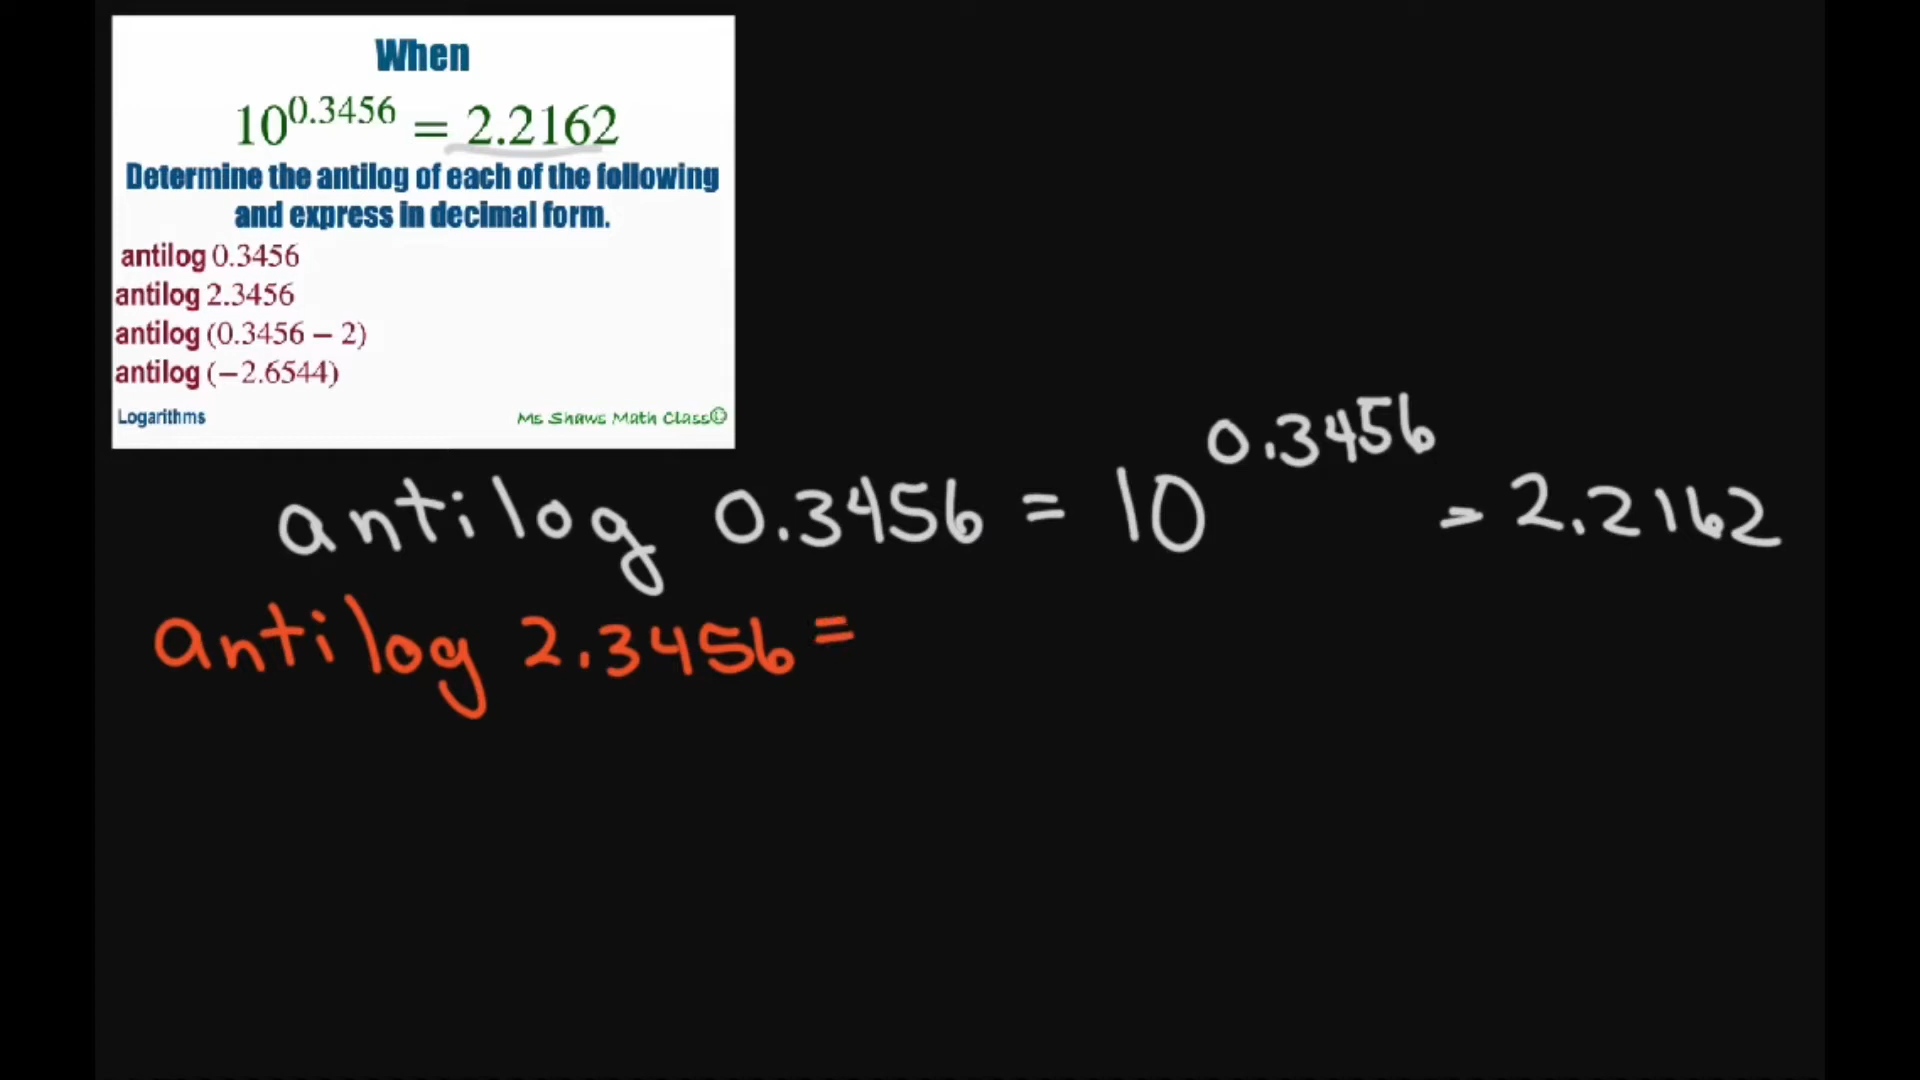 When
10^0.3456 = 2.2162
Determine the antilog of each of the following
and express in decimal form.
antilog 0.3456
antilog 2.3456
antilog (0.3456 − 2)
antilog (−2.6544)
Logarithms
Ms Shaws Math Class©
antilog 0.3456 = 10^0.3456 = 2.2162
antilog 2.3456 =